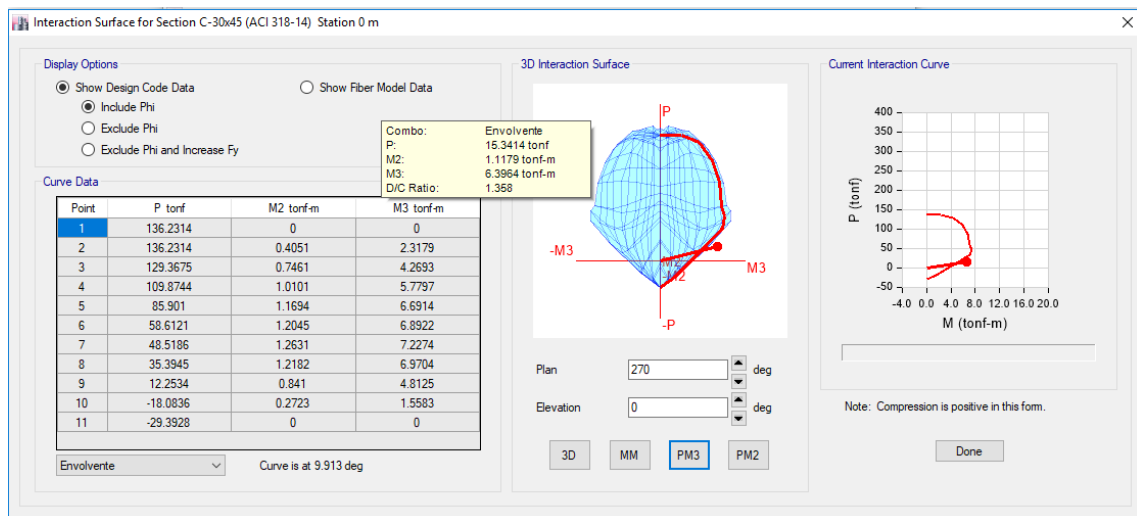 Interaction Surface for Section C-30x45 (ACI 318-14) Station 0 m
Display Options
Show Design Code Data Show Fiber Model Data
Include Phi
Exclude Phi
Exclude Phi and Increase Fy
Combo: Envolvente
P: 15.3414 tonf
M2: 1.1179 tonf-m
M3: 6.3964 tonf-m
D/C Ratio: 1.358
Curve Data
Point P tonf M2 tonf-m M3 tonf-m
1 136.2314 0 0
2 136.2314 0.4051 2.3179
3 129.3675 0.7461 4.2693
4 109.8744 1.0101 5.7797
5 85.901 1.1694 6.6914
6 58.6121 1.2045 6.8922
7 48.5186 1.2631 7.2274
8 35.3945 1.2182 6.9704
9 12.2534 0.841 4.8125
10 -18.0836 0.2723 1.5583
11 -29.3928 0 0
Envolvente Curve is at 9.913 deg
3D Interaction Surface
P
-M3
M3
-M2
-P
Plan 270 deg
Elevation 0 deg
3D MM PM3 PM2
Current Interaction Curve
400
350
300
250
200
150
100
50
0
-50
P (tonf)
-4.0 0.0 4.0 8.0 12.0 16.0 20.0
M (tonf-m)
Note: Compression is positive in this form.
Done